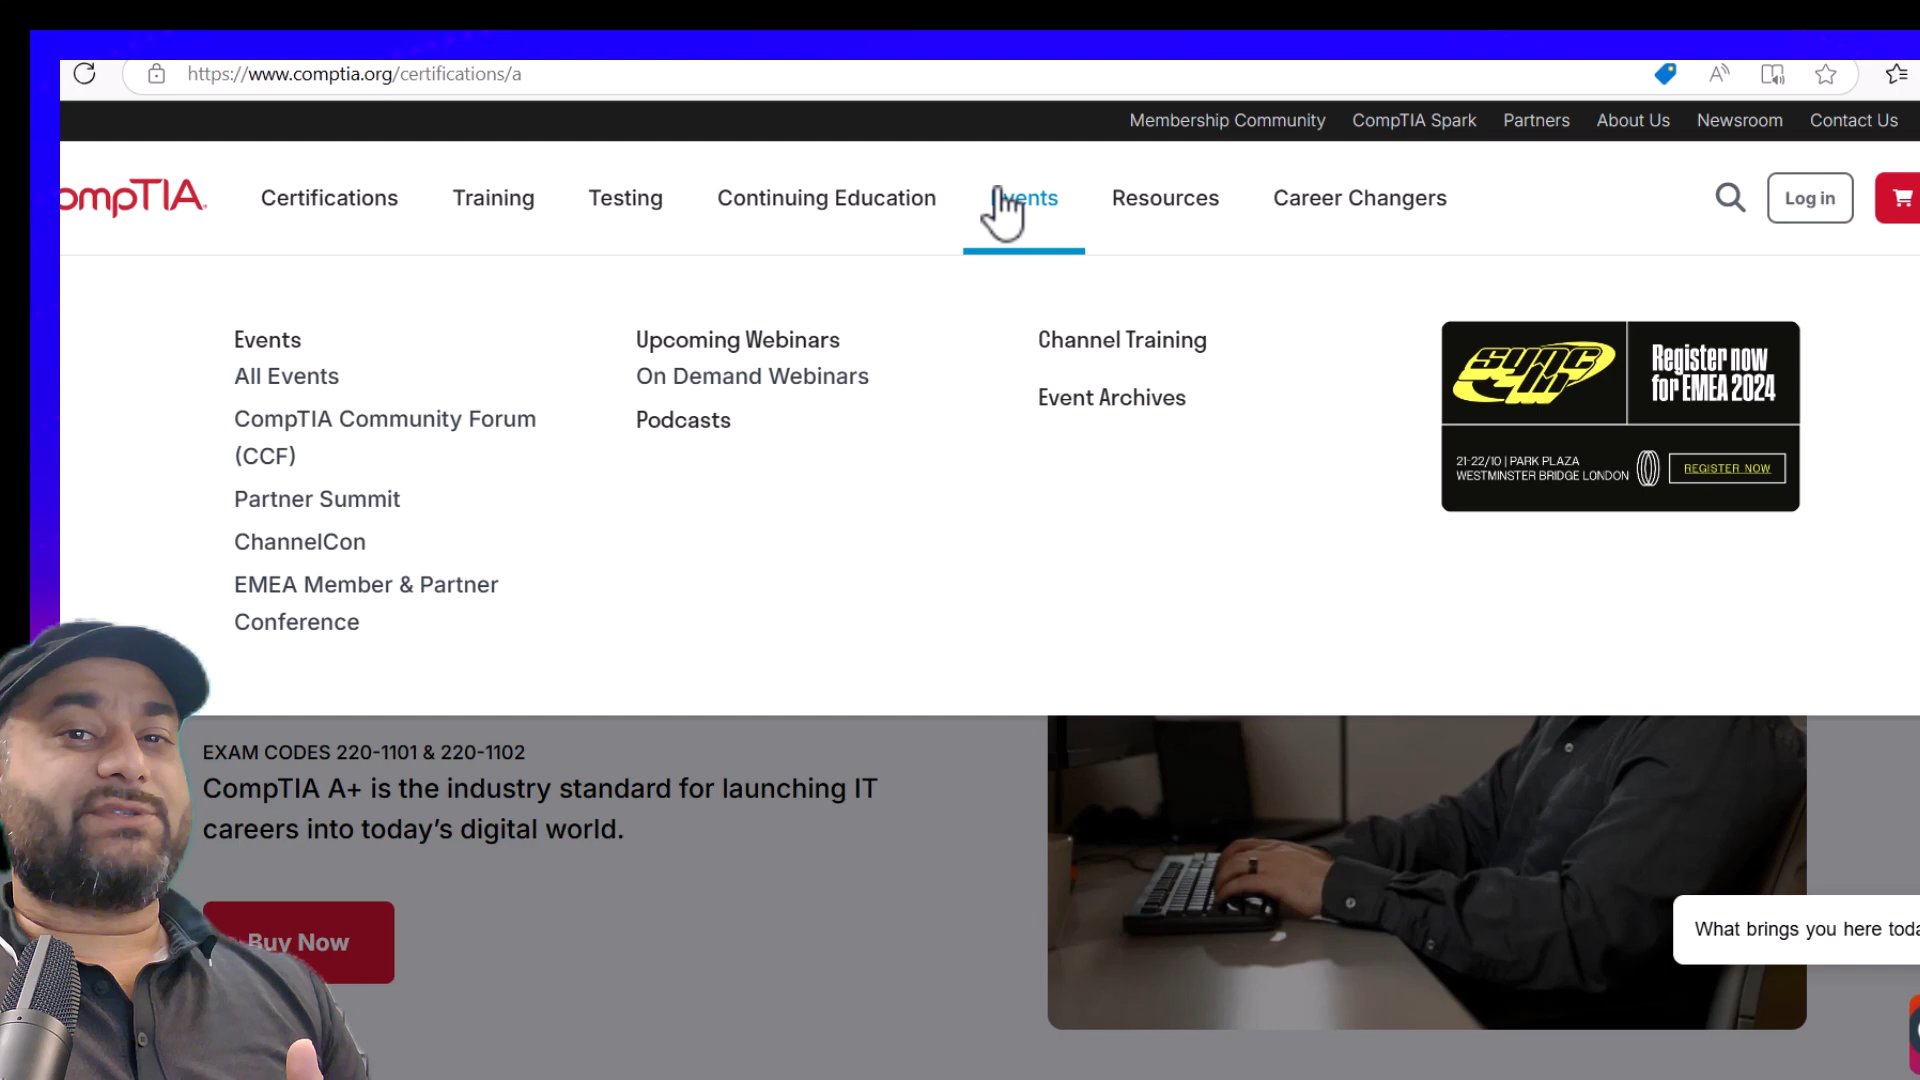 https://www.comptia.org/certifications/a
Membership Community CompTIA Spark Partners About Us Newsroom Contact Us
ompTIA.
Certifications Training Testing Continuing Education Events Resources Career Changers Log in
Events
All Events
CompTIA Community Forum
(CCF)
Partner Summit
ChannelCon
EMEA Member & Partner
Conference
Upcoming Webinars
On Demand Webinars
Podcasts
Channel Training
Event Archives
Register now
for EMEA 2024
21-22/10 | PARK PLAZA
WESTMINSTER BRIDGE LONDON
REGISTER NOW
EXAM CODES 220-1101 & 220-1102
CompTIA A+ is the industry standard for launching IT
careers into today’s digital world.
Buy Now
What brings you here toda